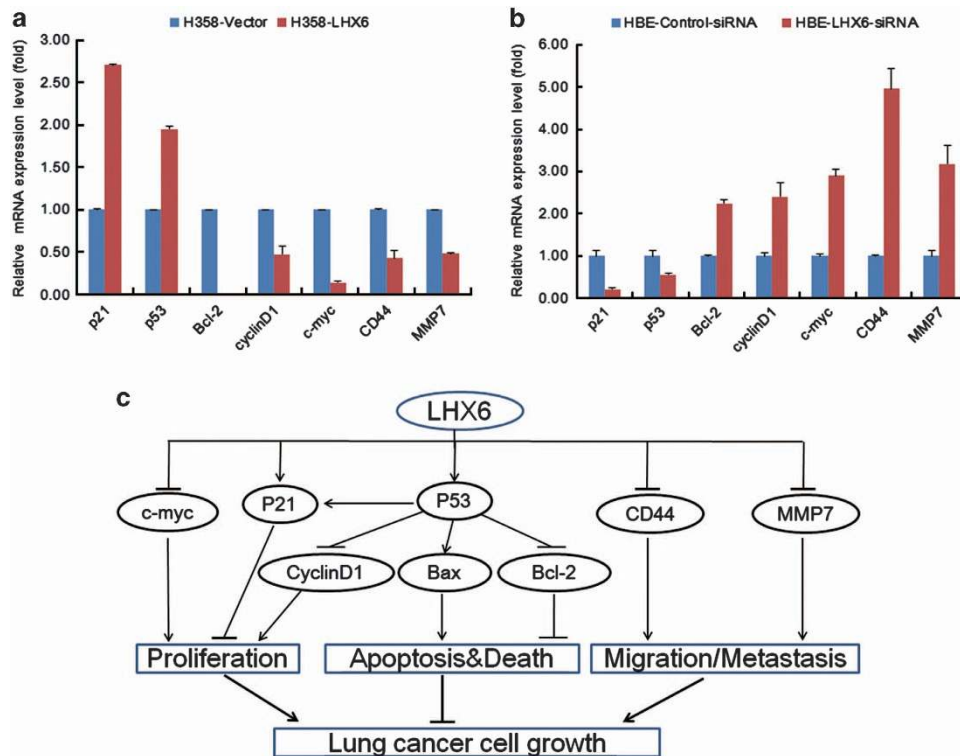 a
H358-Vector H358-LHX6
Relative mRNA expression level (fold)
3.00
2.50
2.00
1.50
1.00
0.50
0.00
p21
p53
Bcl-2
cyclinD1
c-myc
CD44
MMP7
b
HBE-Control-siRNA HBE-LHX6-siRNA
Relative mRNA expression level (fold)
6.00
5.00
4.00
3.00
2.00
1.00
0.00
p21
p53
Bcl-2
cyclinD1
c-myc
CD44
MMP7
c
LHX6
c-myc P21 P53 CD44 MMP7
CyclinD1 Bax Bcl-2
Proliferation Apoptosis&Death Migration/Metastasis
Lung cancer cell growth